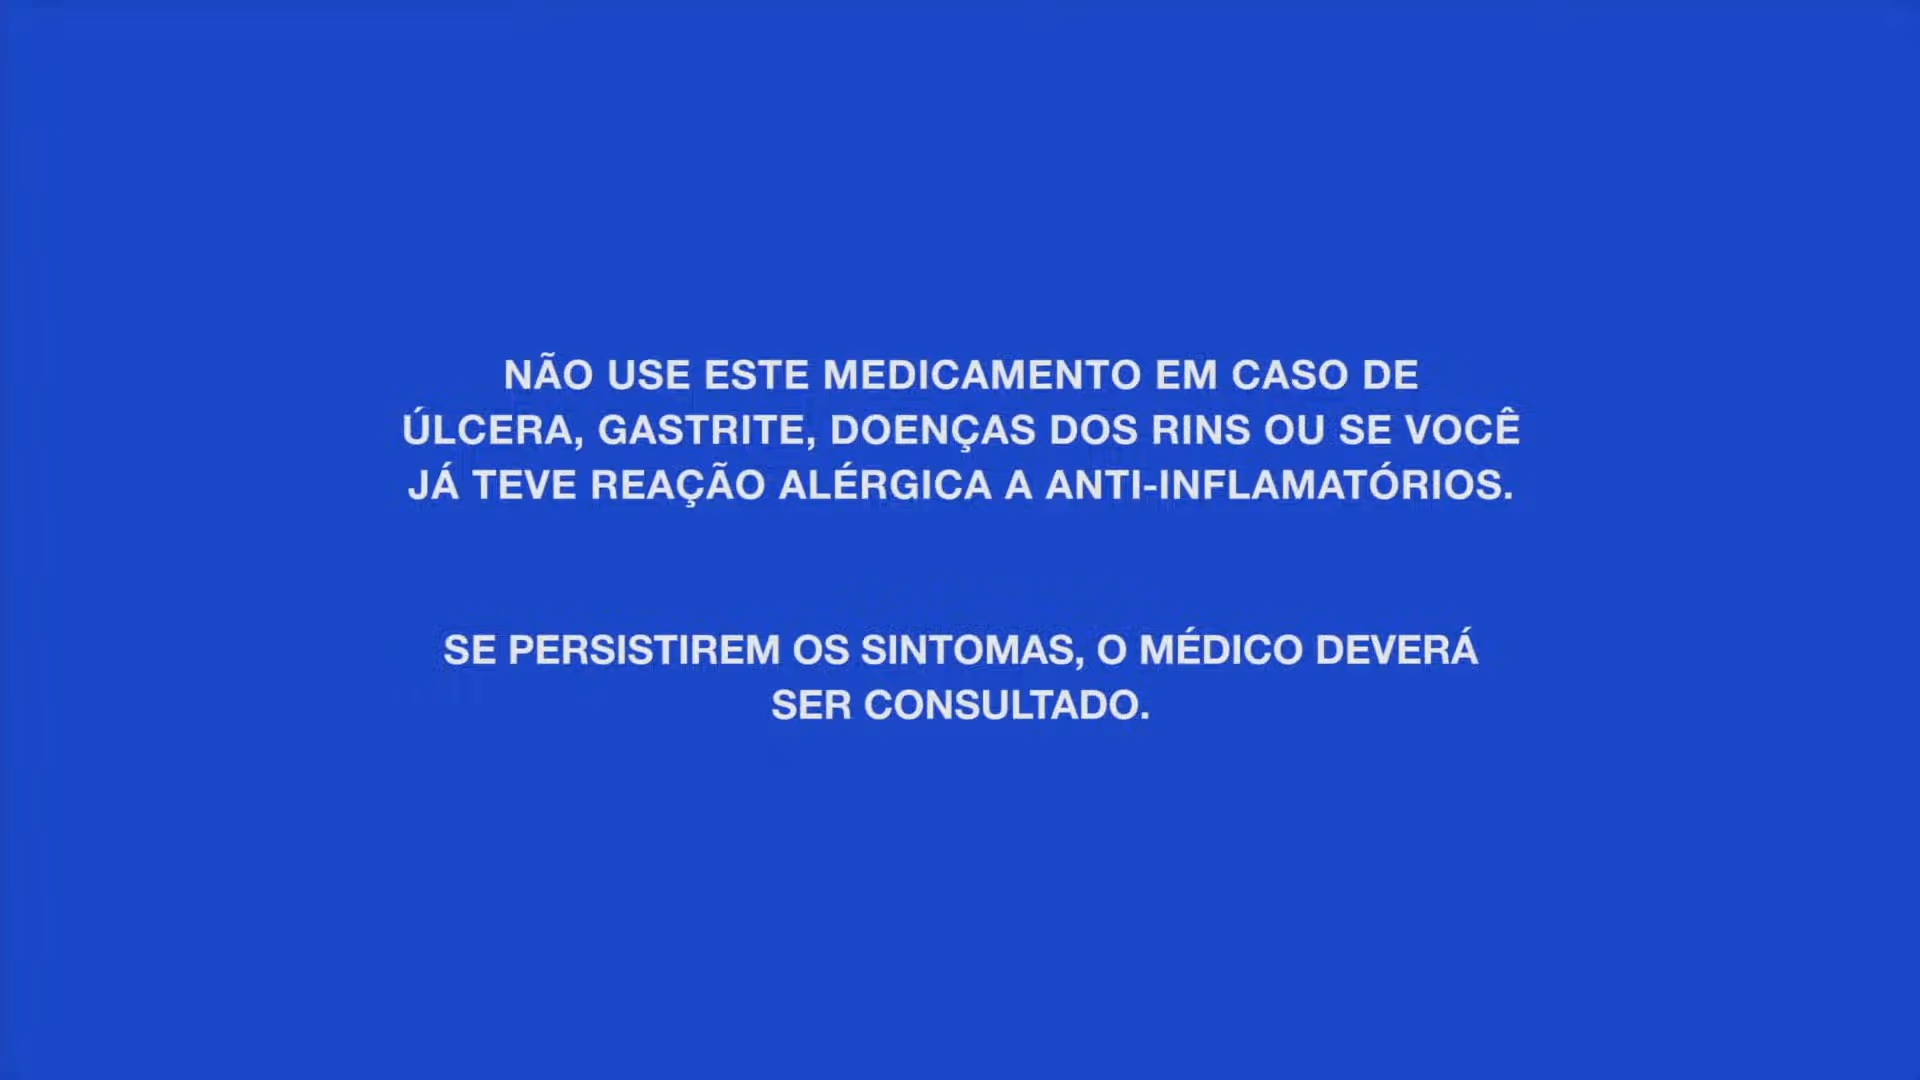 NÃO USE ESTE MEDICAMENTO EM CASO DE
ÚLCERA, GASTRITE, DOENÇAS DOS RINS OU SE VOCÊ
JÁ TEVE REAÇÃO ALÉRGICA A ANTI-INFLAMATÓRIOS.
SE PERSISTIREM OS SINTOMAS, O MÉDICO DEVERÁ
SER CONSULTADO.